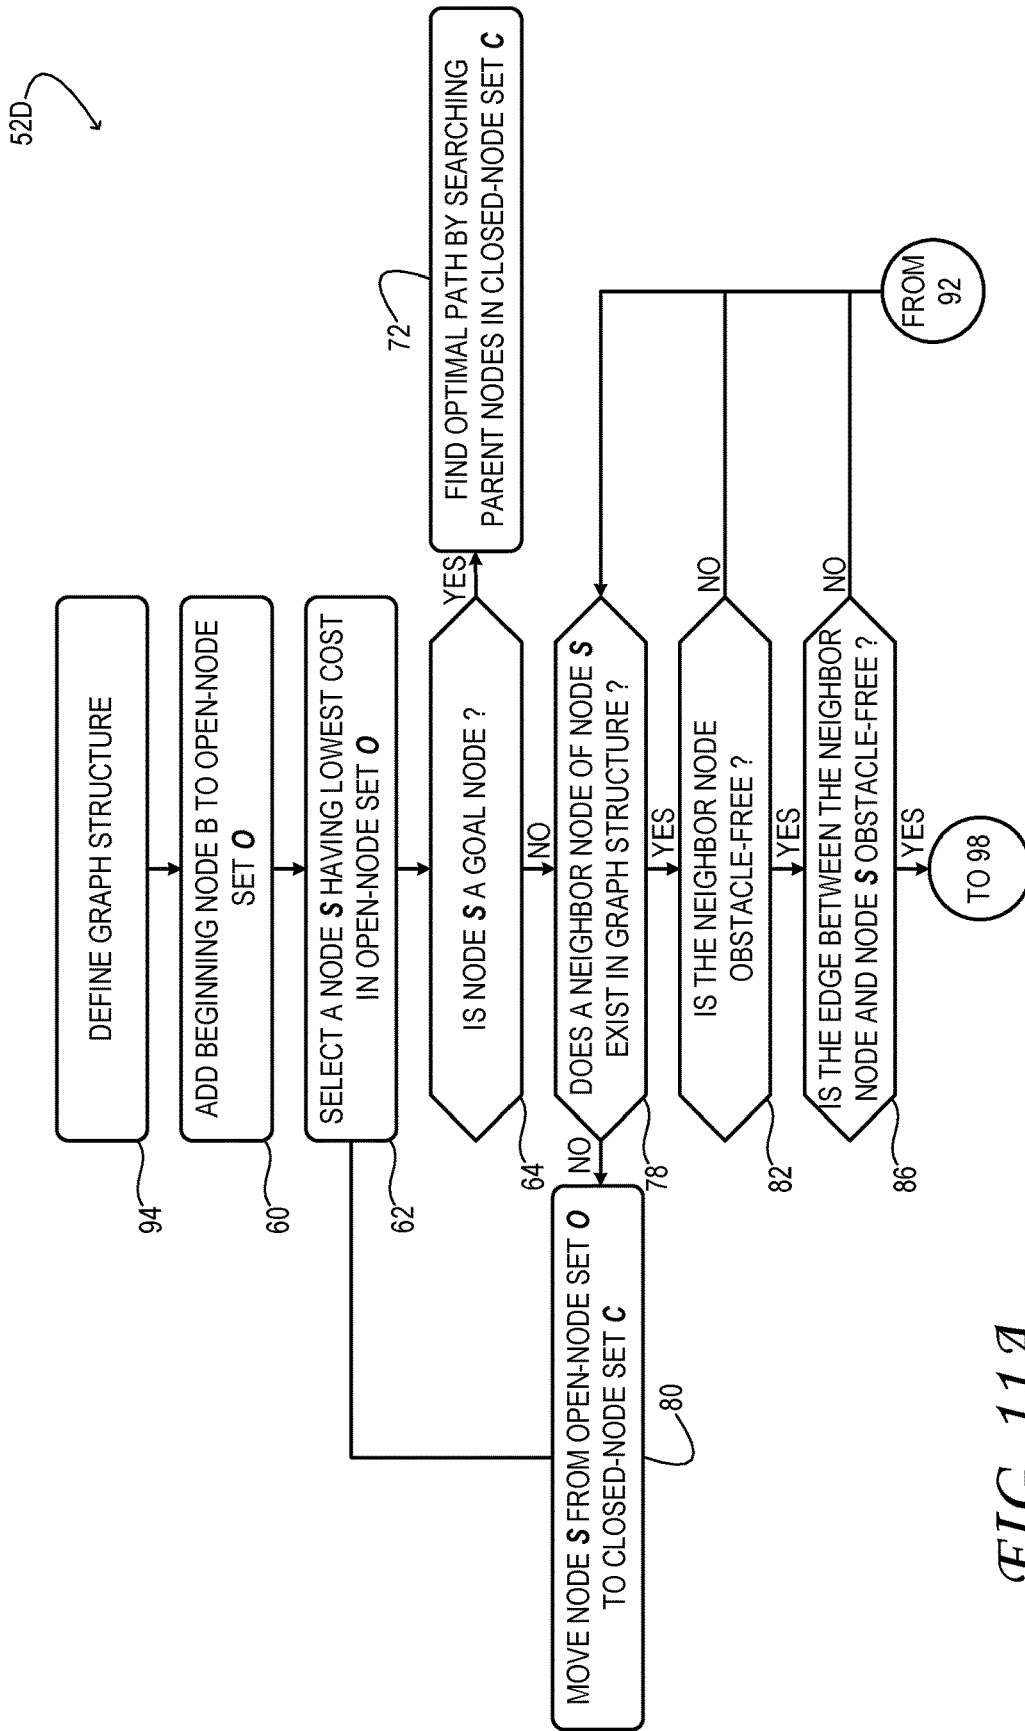 52D
DEFINE GRAPH STRUCTURE
94
ADD BEGINNING NODE B TO OPEN-NODE
SET O
60
SELECT A NODE S HAVING LOWEST COST
IN OPEN-NODE SET O
62
IS NODE S A GOAL NODE ?
64
YES
72
FIND OPTIMAL PATH BY SEARCHING
PARENT NODES IN CLOSED-NODE SET C
NO
DOES A NEIGHBOR NODE OF NODE S
EXIST IN GRAPH STRUCTURE ?
78
NO
MOVE NODE S FROM OPEN-NODE SET O
TO CLOSED-NODE SET C
80
YES
IS THE NEIGHBOR NODE
OBSTACLE-FREE ?
82
NO
YES
IS THE EDGE BETWEEN THE NEIGHBOR
NODE AND NODE S OBSTACLE-FREE ?
86
NO
YES
FROM
92
TO 98
FIG. 11A